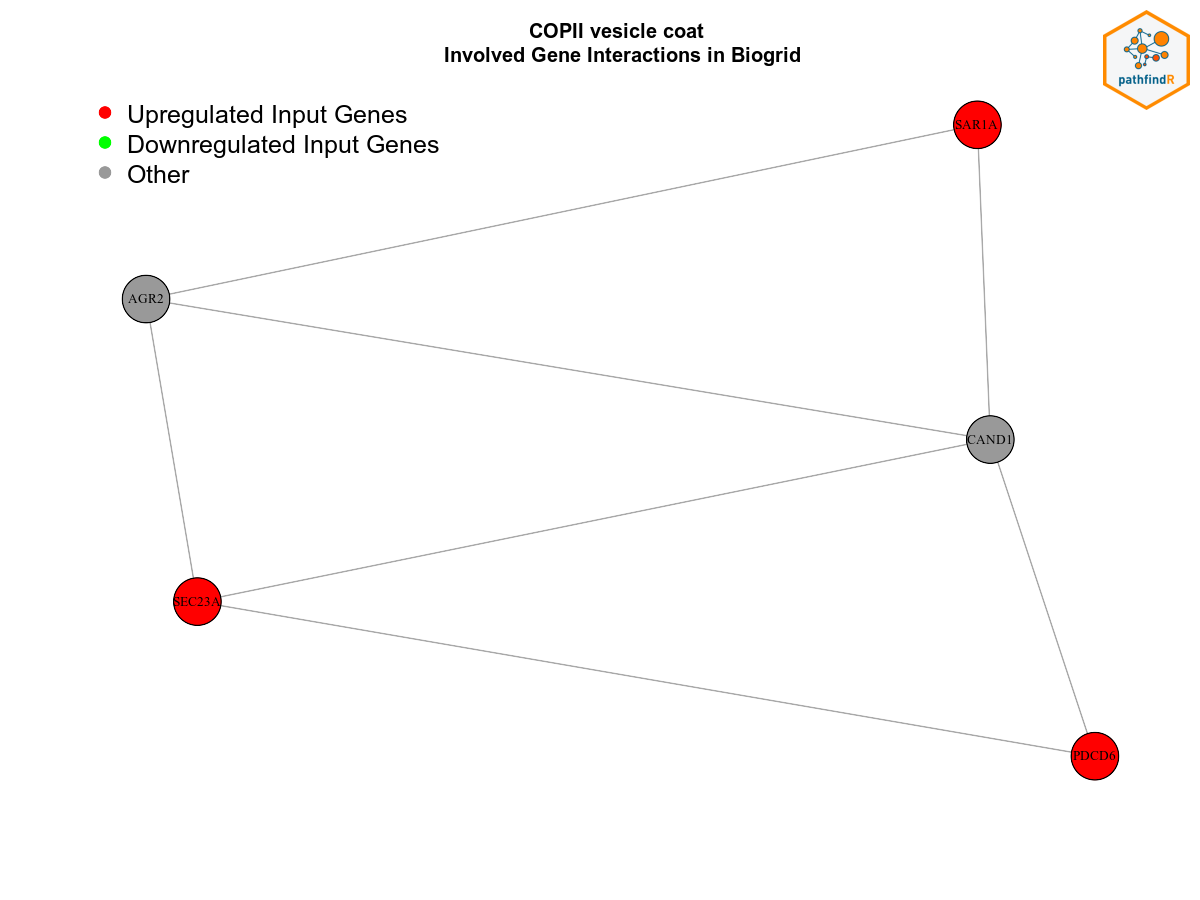 COPII vesicle coat
Involved Gene Interactions in Biogrid
pathfindR
Upregulated Input Genes
Downregulated Input Genes
Other
SAR1A
AGR2
CAND1
SEC23A
PDCD6